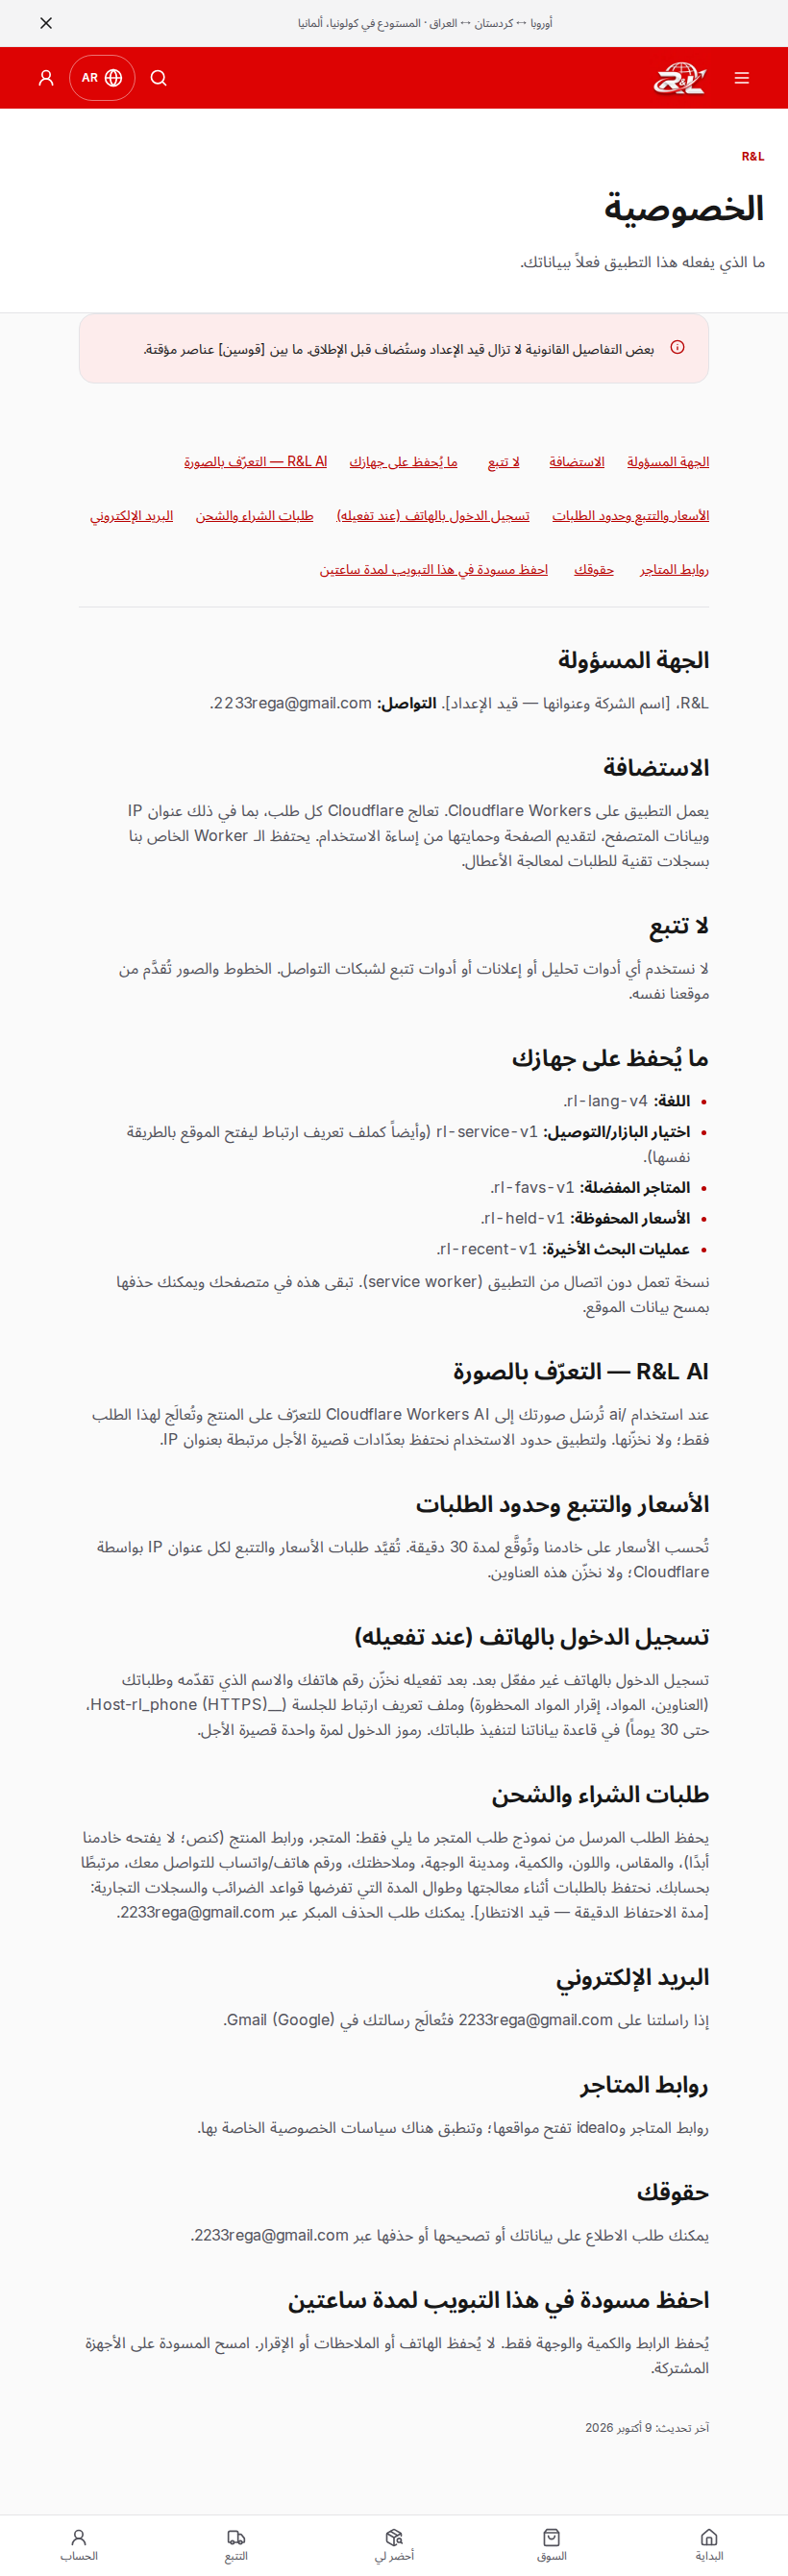 أوروبا ↔ كردستان ↔ العراق · المستودع في كولونيا، ألمانيا
R&L
AR
R&L
الخصوصية
ما الذي يفعله هذا التطبيق فعلاً ببياناتك.
بعض التفاصيل القانونية لا تزال قيد الإعداد وستُضاف قبل الإطلاق. ما بين [قوسين] عناصر مؤقتة.
الجهة المسؤولة الاستضافة لا تتبع ما يُحفظ على جهازك R&L AI — التعرّف بالصورة
الأسعار والتتبع وحدود الطلبات تسجيل الدخول بالهاتف (عند تفعيله) طلبات الشراء والشحن البريد الإلكتروني
روابط المتاجر حقوقك احفظ مسودة في هذا التبويب لمدة ساعتين
الجهة المسؤولة
R&L، [اسم الشركة وعنوانها — قيد الإعداد]. التواصل: 2233rega@gmail.com.
الاستضافة
يعمل التطبيق على Cloudflare Workers. تعالج Cloudflare كل طلب، بما في ذلك عنوان IP
وبيانات المتصفح، لتقديم الصفحة وحمايتها من إساءة الاستخدام. يحتفظ الـ Worker الخاص بنا
بسجلات تقنية للطلبات لمعالجة الأعطال.
لا تتبع
لا نستخدم أي أدوات تحليل أو إعلانات أو أدوات تتبع لشبكات التواصل. الخطوط والصور تُقدَّم من
موقعنا نفسه.
ما يُحفظ على جهازك
• اللغة: rl-lang-v4.
• اختيار البازار/التوصيل: rl-service-v1 (وأيضاً كملف تعريف ارتباط ليفتح الموقع بالطريقة
نفسها).
• المتاجر المفضلة: rl-favs-v1.
• الأسعار المحفوظة: rl-held-v1.
• عمليات البحث الأخيرة: rl-recent-v1.
نسخة تعمل دون اتصال من التطبيق (service worker). تبقى هذه في متصفحك ويمكنك حذفها
بمسح بيانات الموقع.
R&L AI — التعرّف بالصورة
عند استخدام /ai تُرسَل صورتك إلى Cloudflare Workers AI للتعرّف على المنتج وتُعالَج لهذا الطلب
فقط؛ ولا نخزّنها. ولتطبيق حدود الاستخدام نحتفظ بعدّادات قصيرة الأجل مرتبطة بعنوان IP.
الأسعار والتتبع وحدود الطلبات
تُحسب الأسعار على خادمنا وتُوقَّع لمدة 30 دقيقة. تُقيَّد طلبات الأسعار والتتبع لكل عنوان IP بواسطة
Cloudflare؛ ولا نخزّن هذه العناوين.
تسجيل الدخول بالهاتف (عند تفعيله)
تسجيل الدخول بالهاتف غير مفعّل بعد. بعد تفعيله نخزّن رقم هاتفك والاسم الذي تقدّمه وطلباتك
(العناوين، المواد، إقرار المواد المحظورة) وملف تعريف ارتباط للجلسة (__Host-rl_phone (HTTPS)،
حتى 30 يوماً) في قاعدة بياناتنا لتنفيذ طلباتك. رموز الدخول لمرة واحدة قصيرة الأجل.
طلبات الشراء والشحن
يحفظ الطلب المرسل من نموذج طلب المتجر ما يلي فقط: المتجر، ورابط المنتج (كنص؛ لا يفتحه خادمنا
أبدًا)، والمقاس، واللون، والكمية، ومدينة الوجهة، وملاحظتك، ورقم هاتف/واتساب للتواصل معك، مرتبطًا
بحسابك. نحتفظ بالطلبات أثناء معالجتها وطوال المدة التي تفرضها قواعد الضرائب والسجلات التجارية:
[مدة الاحتفاظ الدقيقة — قيد الانتظار]. يمكنك طلب الحذف المبكر عبر 2233rega@gmail.com.
البريد الإلكتروني
إذا راسلتنا على 2233rega@gmail.com فتُعالَج رسالتك في Gmail (Google).
روابط المتاجر
روابط المتاجر وidealo تفتح مواقعها؛ وتنطبق هناك سياسات الخصوصية الخاصة بها.
حقوقك
يمكنك طلب الاطلاع على بياناتك أو تصحيحها أو حذفها عبر 2233rega@gmail.com.
احفظ مسودة في هذا التبويب لمدة ساعتين
يُحفظ الرابط والكمية والوجهة فقط. لا يُحفظ الهاتف أو الملاحظات أو الإقرار. امسح المسودة على الأجهزة
المشتركة.
آخر تحديث: 9 أكتوبر 2026
البداية السوق أحضر لي التتبع الحساب